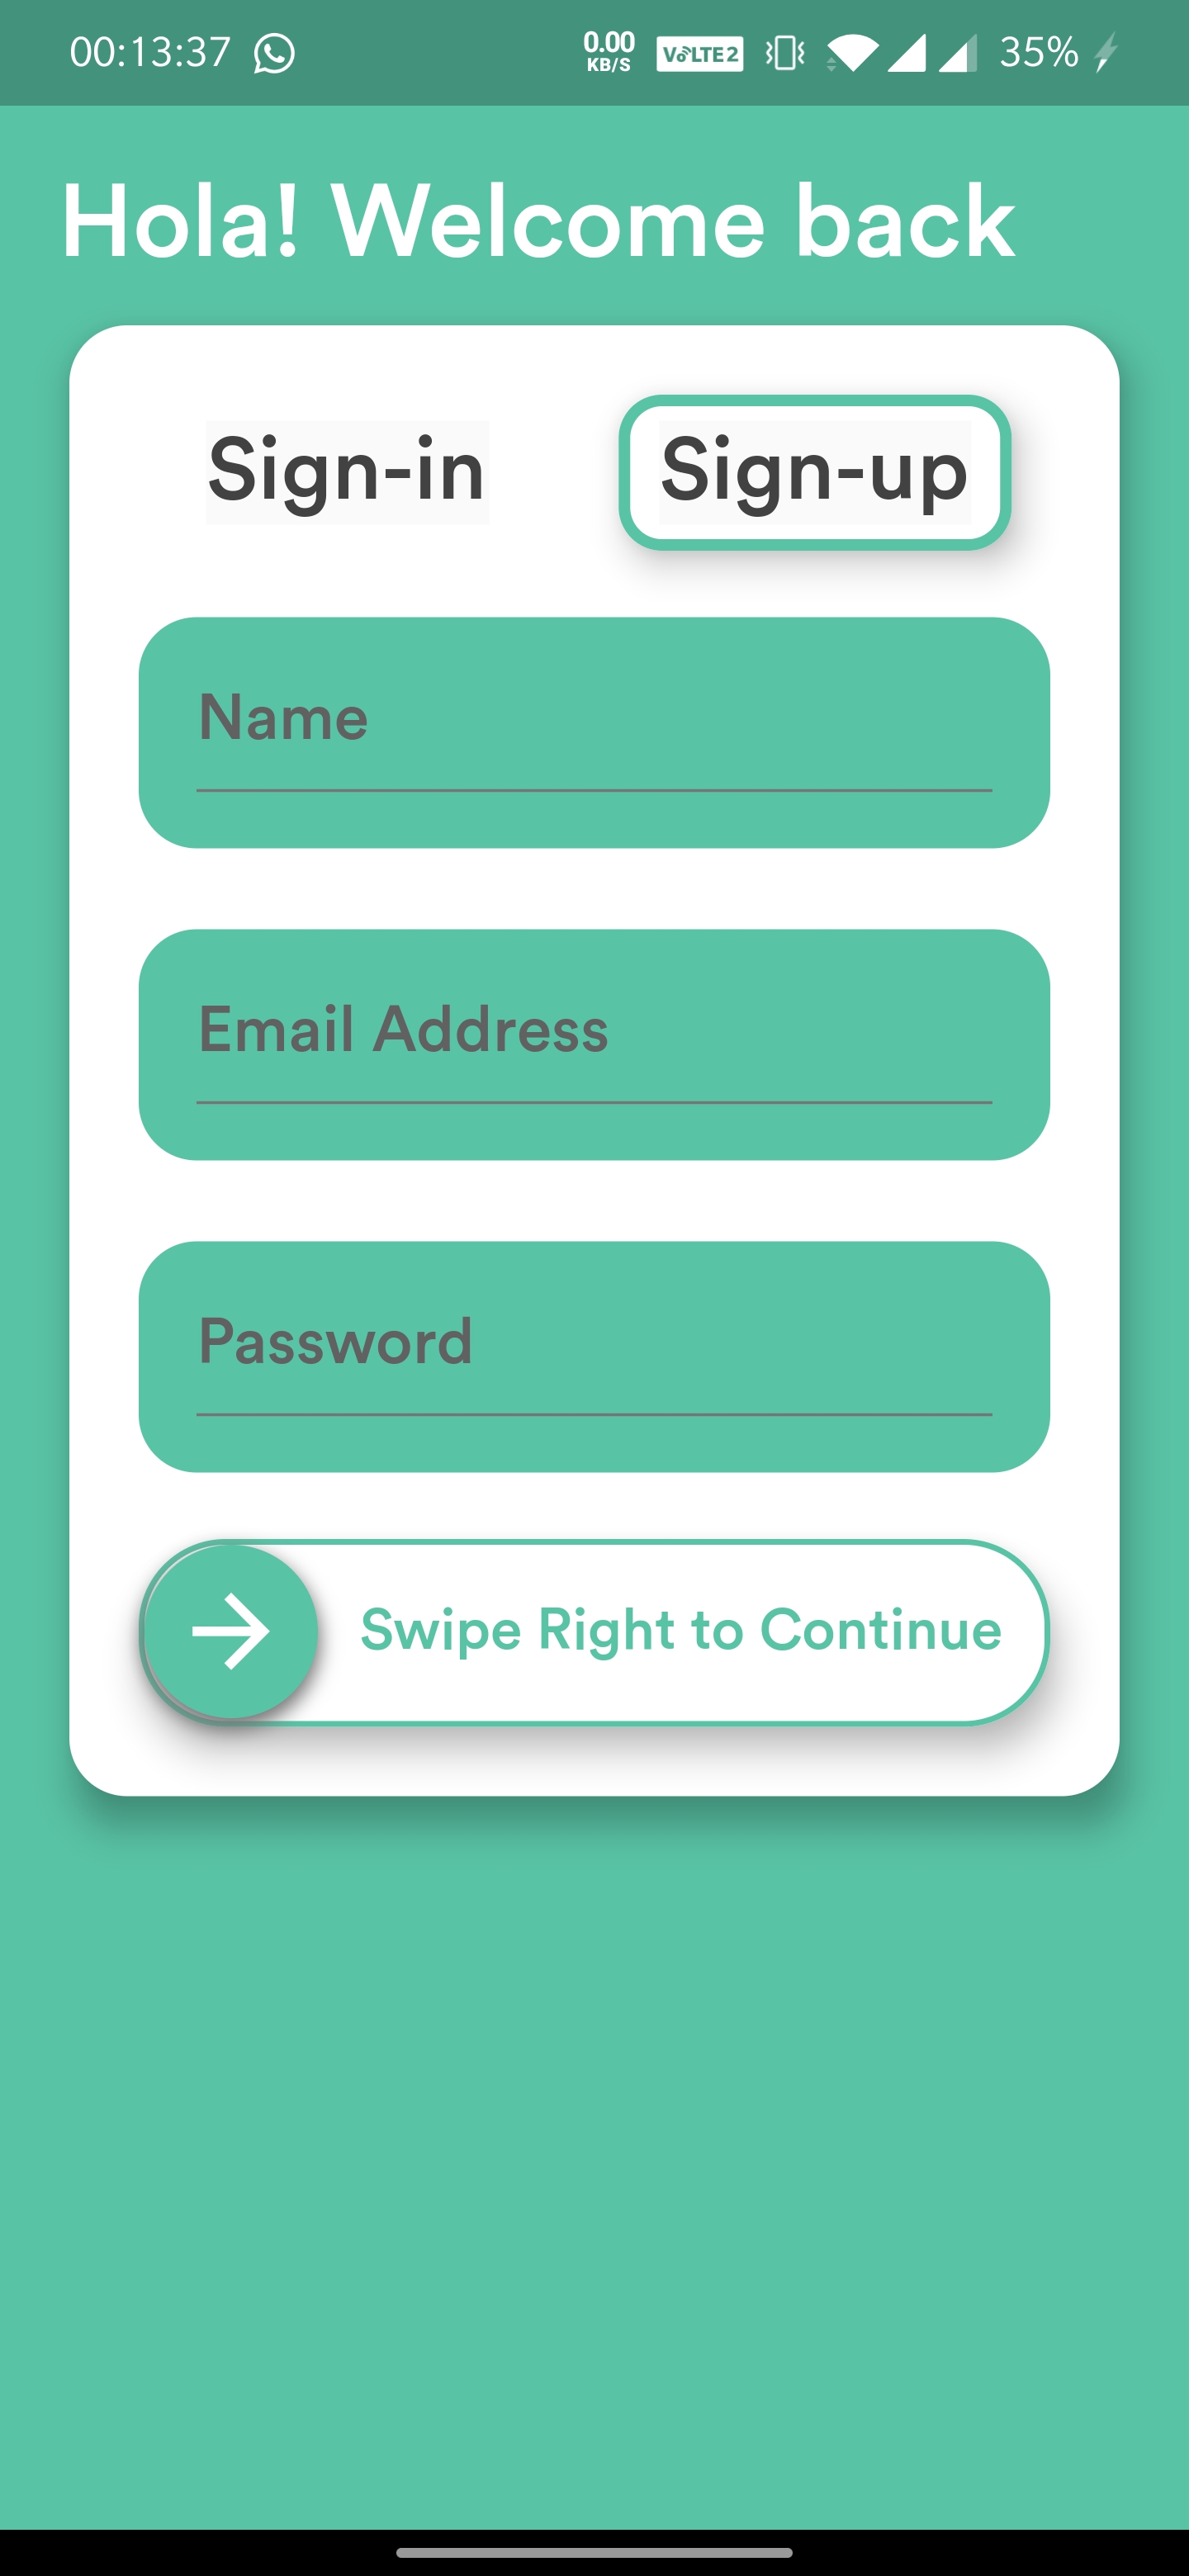 00:13:37 0.00 KB/S VoLTE2 35%
Hola! Welcome back
Sign-in Sign-up
Name
Email Address
Password
Swipe Right to Continue